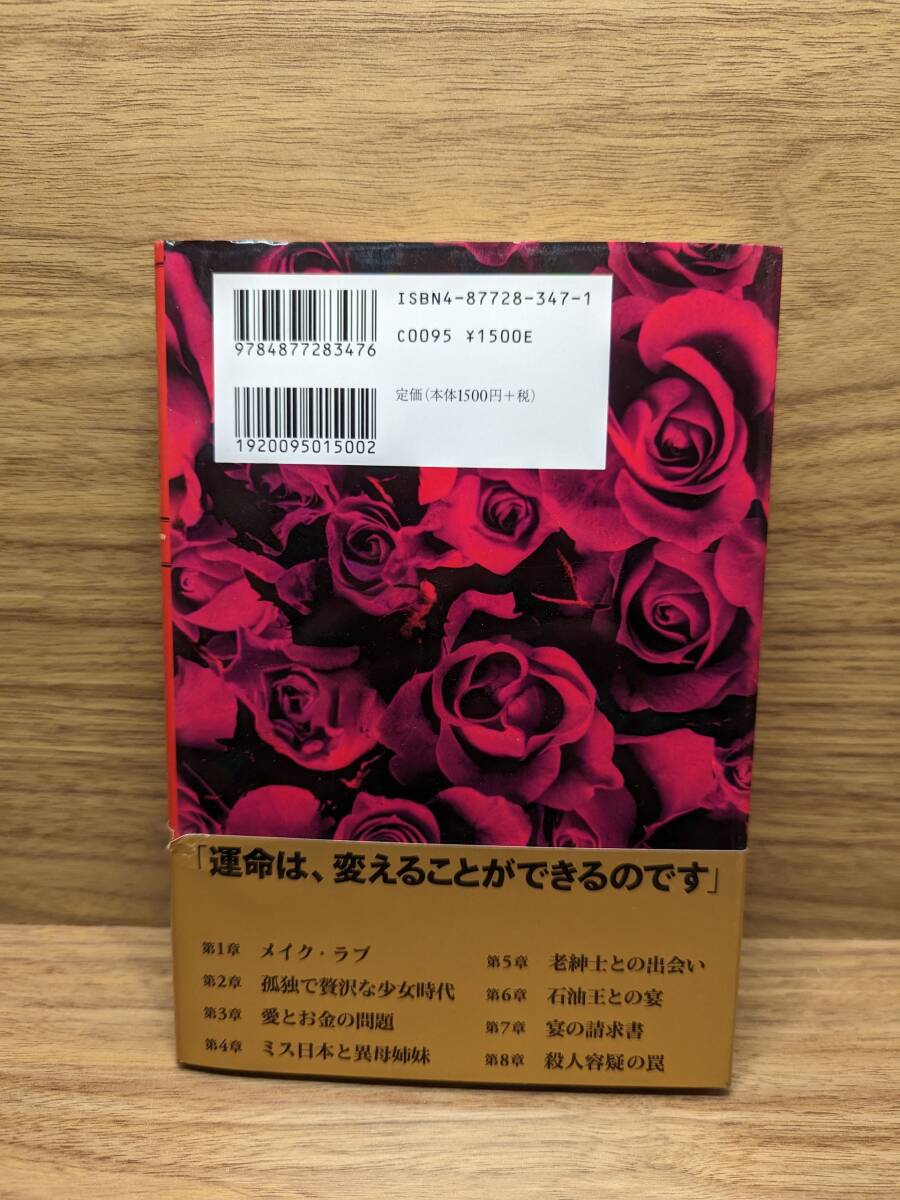 ISBN4-87728-347-1
9784877283476
C0095 ¥1500E
定価(本体1500円+税)
1920095015002
「運命は、変えることができるのです」
第1章 メイク・ラブ
第2章 孤独で贅沢な少女時代
第3章 愛とお金の問題
第4章 ミス日本と異母姉妹
第5章 老紳士との出会い
第6章 石油王との宴
第7章 宴の請求書
第8章 殺人容疑の罠